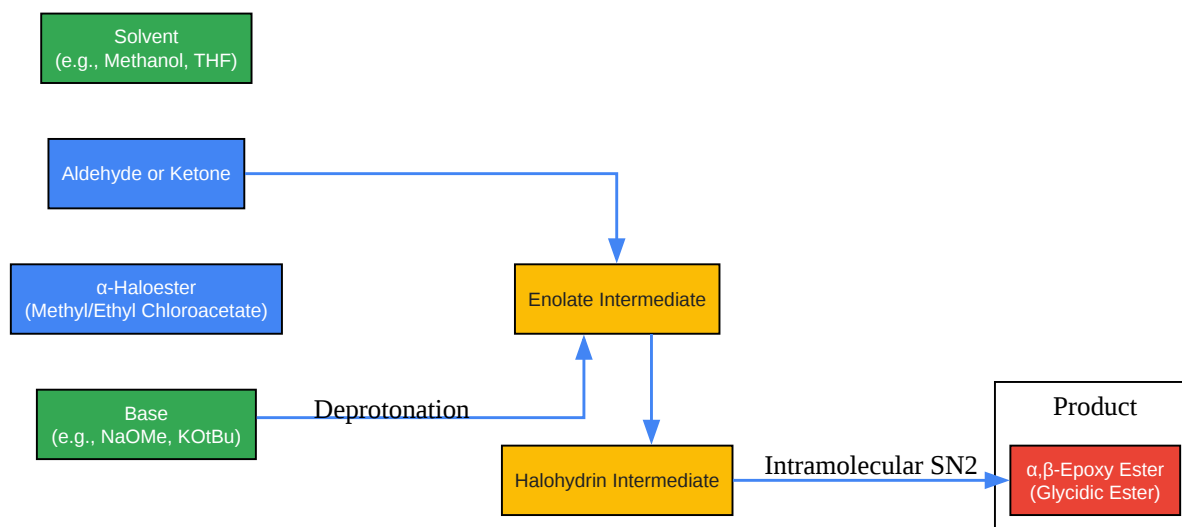 Solvent
(e.g., Methanol, THF)
Aldehyde or Ketone
α-Haloester
(Methyl/Ethyl Chloroacetate)
Enolate Intermediate
Base
(e.g., NaOMe, KOtBu)
Deprotonation
Product
Halohydrin Intermediate
Intramolecular SN2
α,β-Epoxy Ester
(Glycidic Ester)